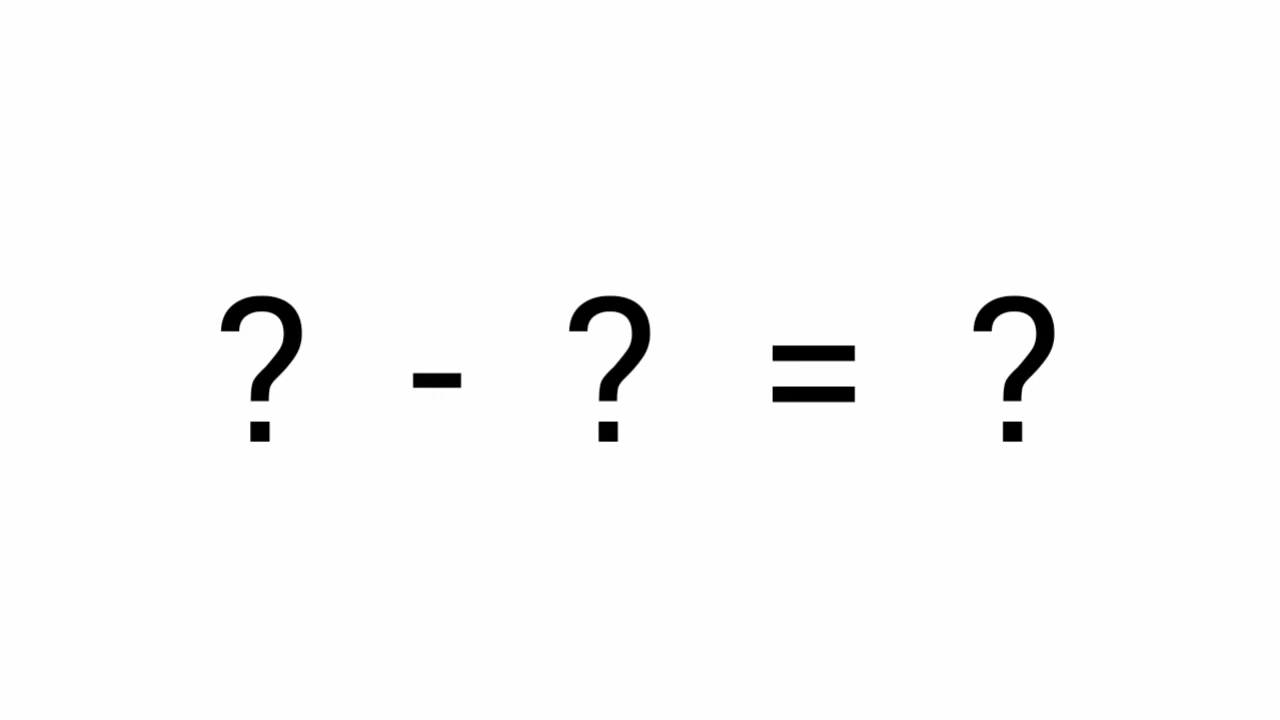 ? - ? = ?